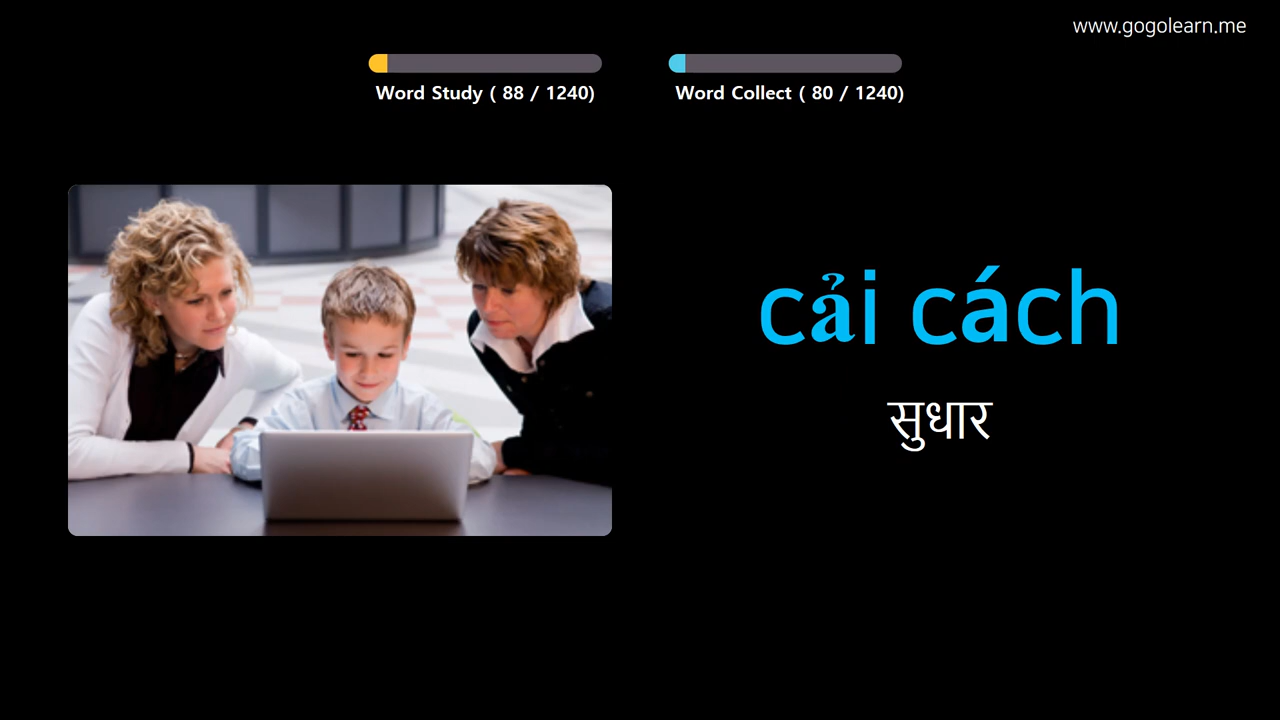 www.gogolearn.me
Word Study ( 88 / 1240)
Word Collect ( 80 / 1240)
cải cách
सुधार